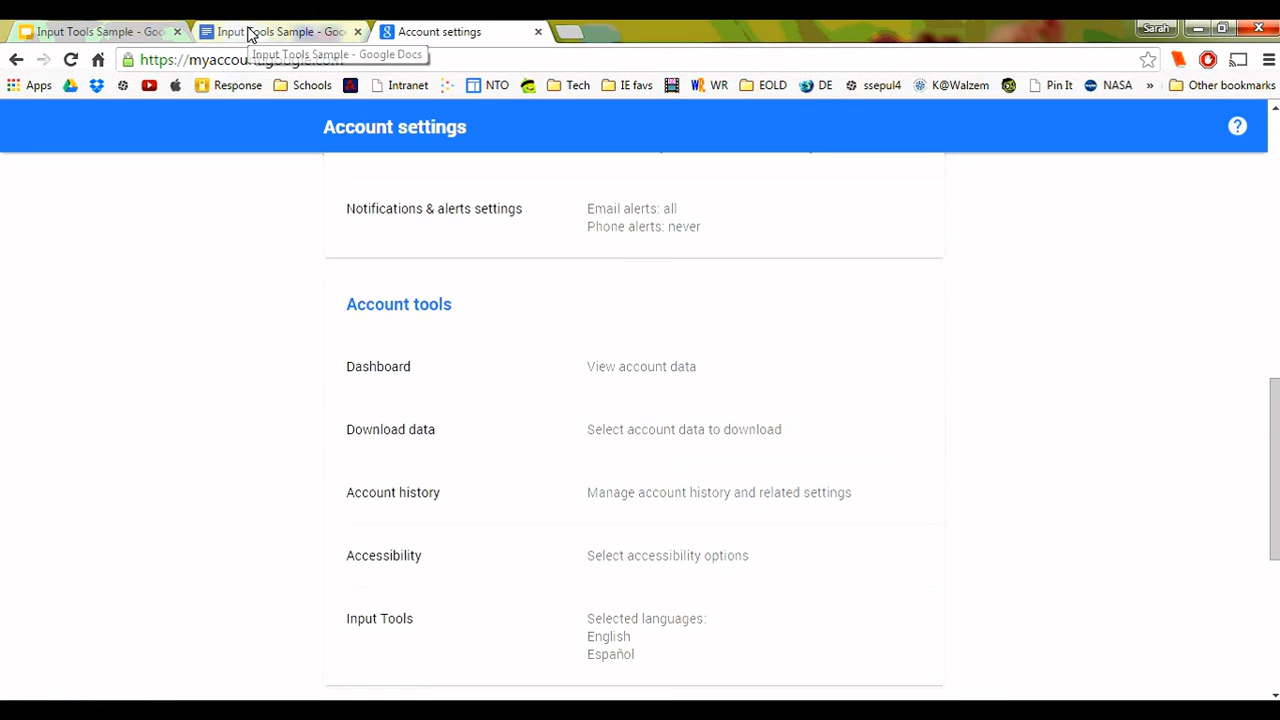 Input Tools Sample - Goo
Input Tools Sample - Goo
Account settings
Sarah
Input Tools Sample - Google Docs
Apps
Response
Schools
Intranet
NTO
Tech
IE favs
WR
EOLD
DE
ssepul4
K@Walzem
Pin It
NASA
»
Other bookmarks
Account settings
Notifications & alerts settings
Email alerts: all
Phone alerts: never
Account tools
Dashboard
View account data
Download data
Select account data to download
Account history
Manage account history and related settings
Accessibility
Select accessibility options
Input Tools
Selected languages:
English
Español